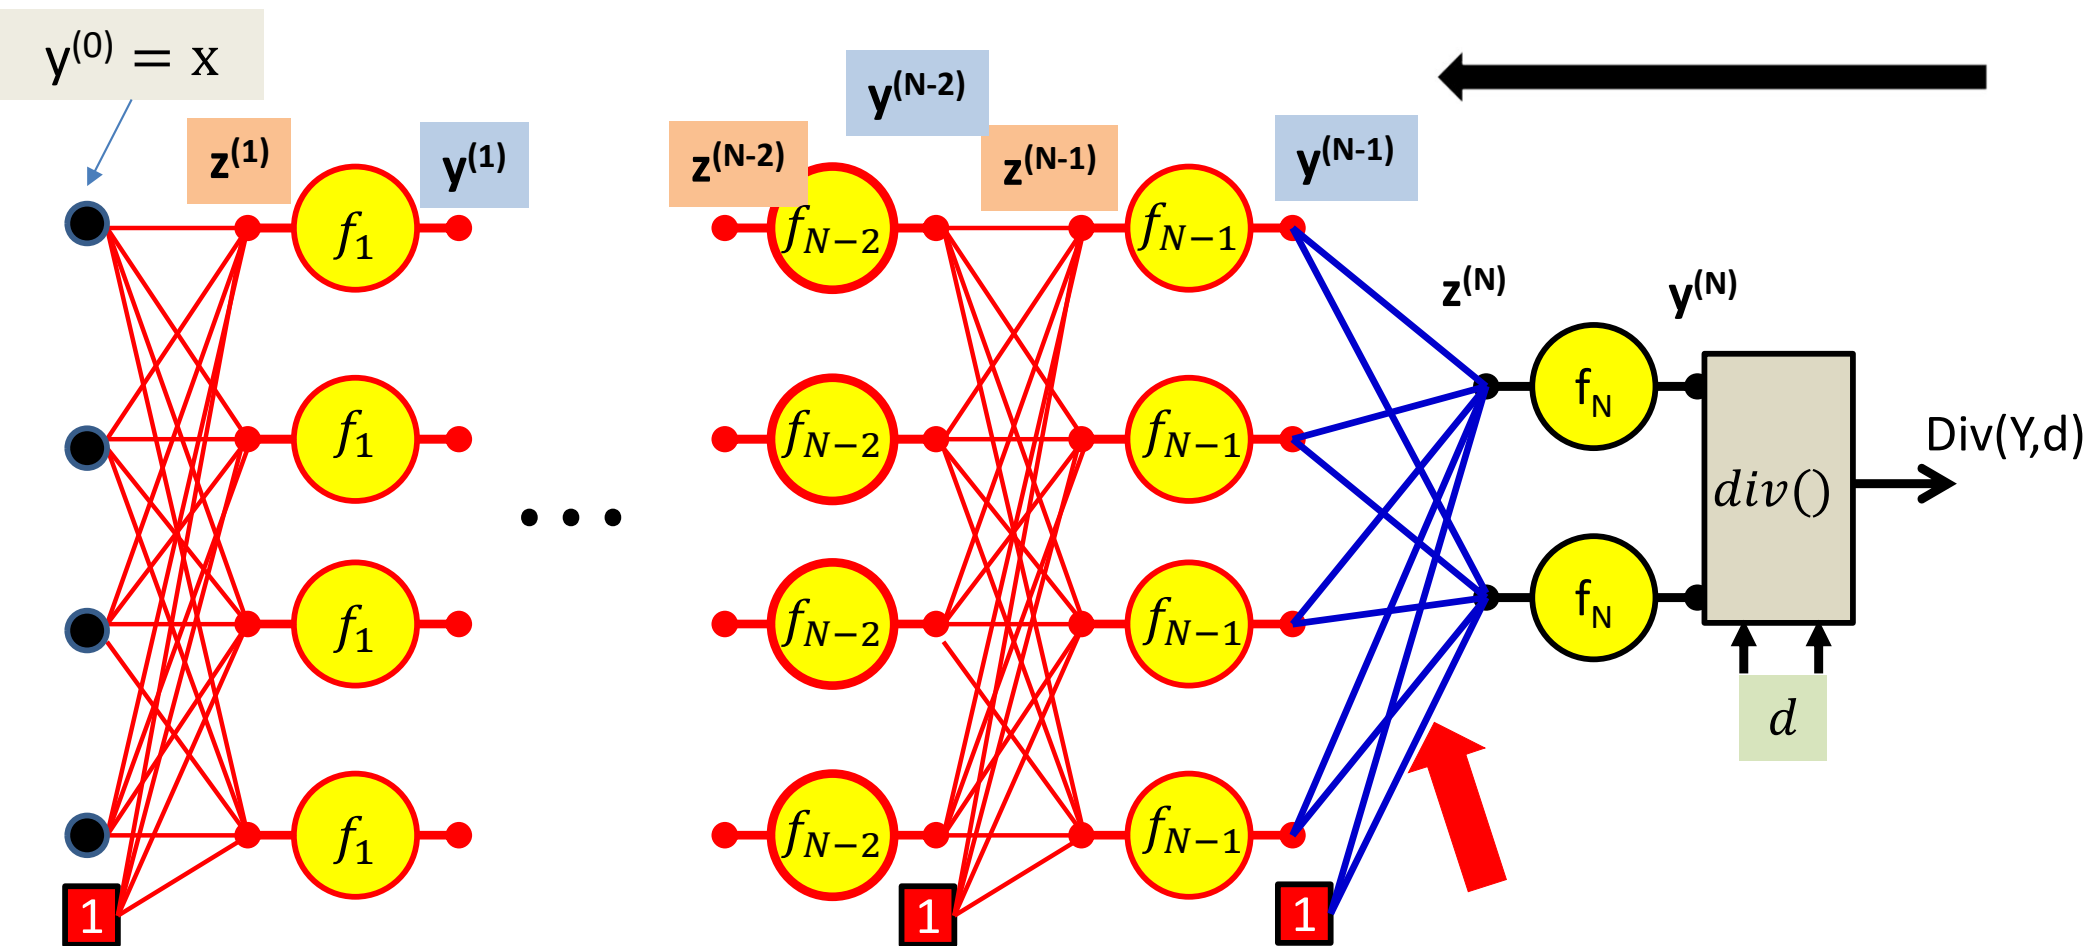 y(0) = x
y(N-2)
z(1)
y(1)
z(N-2)
z(N-1)
y(N-1)
f1
fN−2
fN−1
z(N)
y(N)
fN
f1
fN−2
fN−1
Div(Y,d)
div()
f1
fN−2
fN−1
fN
d
f1
fN−2
fN−1
1
1
1